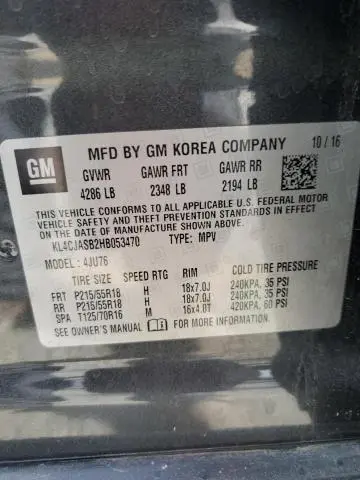 GM
MFD BY GM KOREA COMPANY 10/16
GVWR GAWR FRT GAWR RR
4286 LB 2348 LB 2194 LB
THIS VEHICLE CONFORMS TO ALL APPLICABLE U.S. FEDERAL
MOTOR VEHICLE SAFETY, BUMPER, AND THEFT PREVENTION
STANDARDS IN EFFECT ON
THE DATE OF MANUFACTURE SHOWN ABOVE.
KL4CJASB2HB053470 TYPE: MPV
MODEL: 4JU76
TIRE SIZE SPEED RTG RIM COLD TIRE PRESSURE
FRT P215/55R18 H 18x7.0J 240KPA, 35 PSI
RR P215/55R18 H 18x7.0J 240KPA, 35 PSI
SPA T125/70R16 M 16x4.0T 420KPA, 60 PSI
SEE OWNER'S MANUAL FOR MORE INFORMATION.